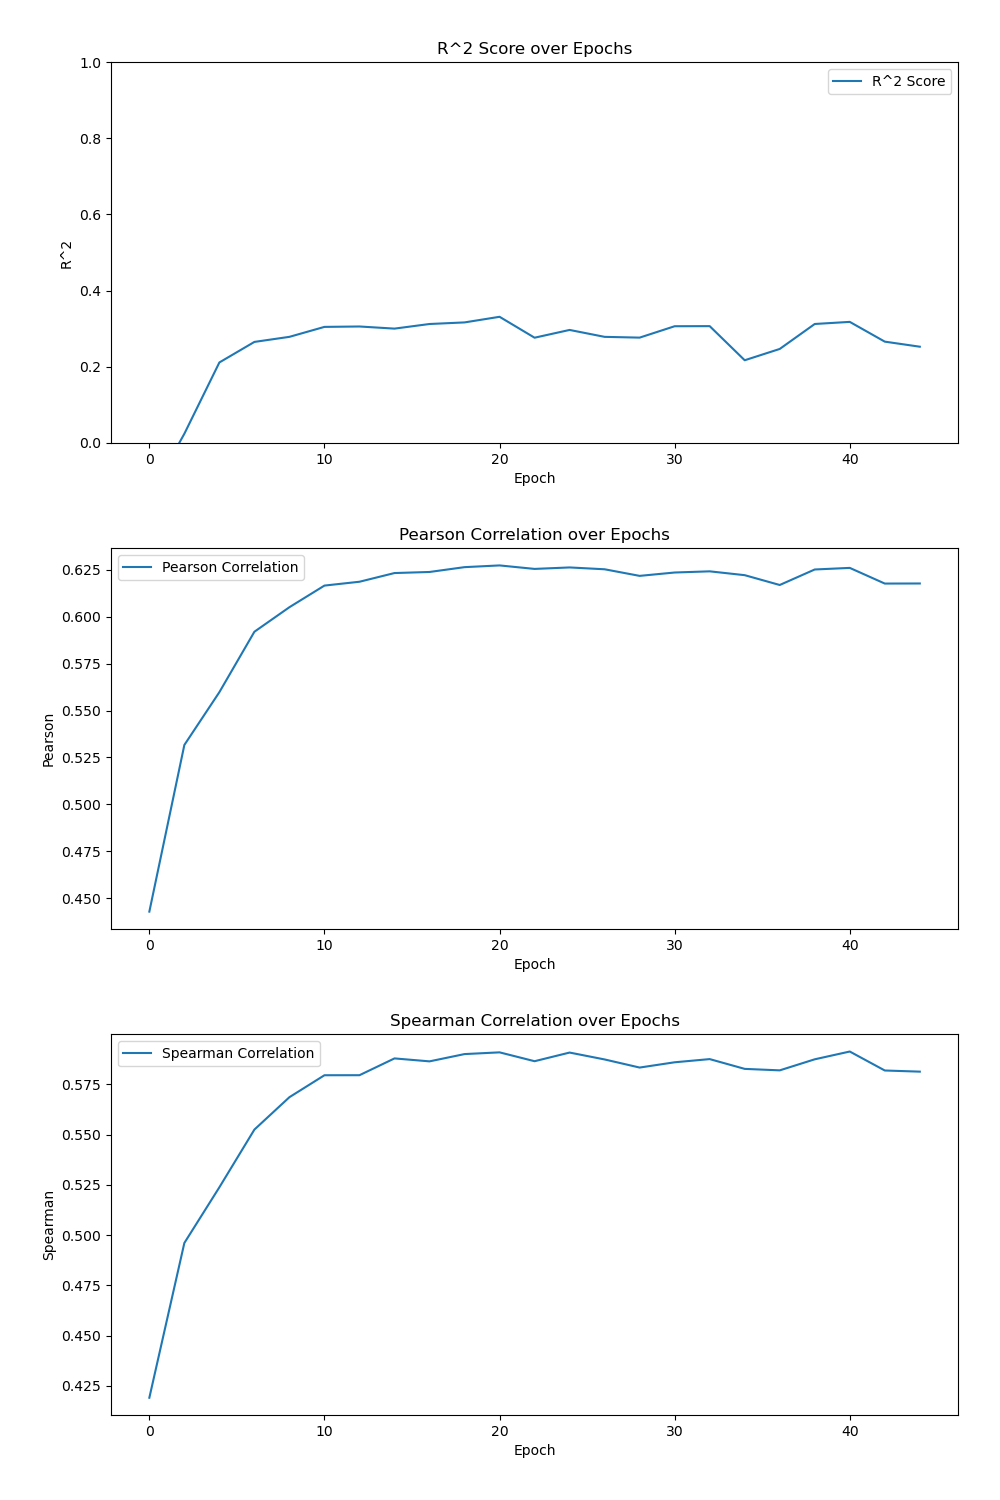 R^2 Score over Epochs
1.0
R^2 Score
0.8
0.6
R^2
0.4
0.2
0.0
0 10 20 30 40
Epoch
Pearson Correlation over Epochs
Pearson Correlation
0.625
0.600
0.575
0.550
Pearson
0.525
0.500
0.475
0.450
0 10 20 30 40
Epoch
Spearman Correlation over Epochs
Spearman Correlation
0.575
0.550
0.525
Spearman
0.500
0.475
0.450
0.425
0 10 20 30 40
Epoch